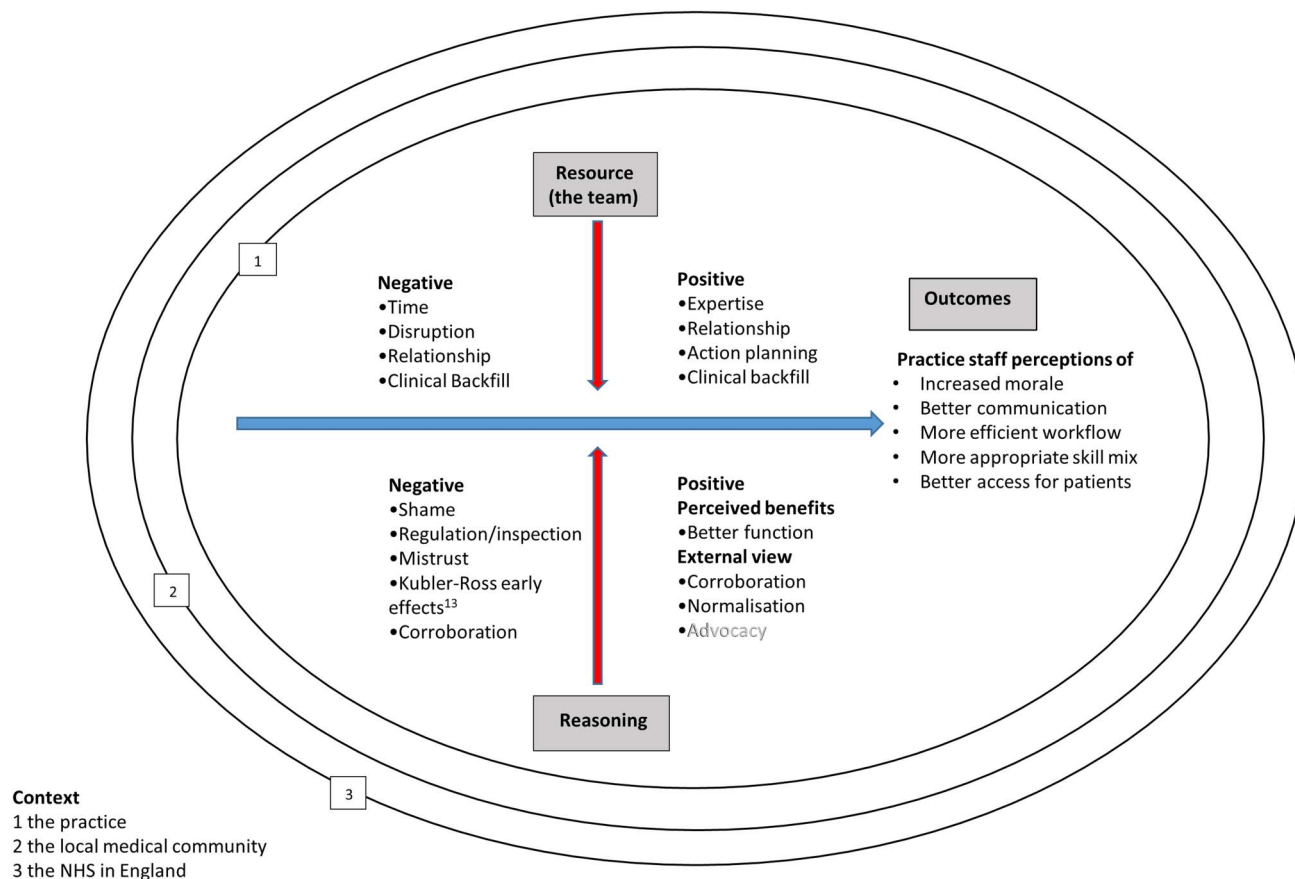 Resource
(the team)
1
Negative
•Time
•Disruption
•Relationship
•Clinical Backfill
Positive
•Expertise
•Relationship
•Action planning
•Clinical backfill
Outcomes
Practice staff perceptions of
• Increased morale
• Better communication
• More efficient workflow
• More appropriate skill mix
• Better access for patients
Negative
•Shame
•Regulation/inspection
•Mistrust
•Kubler-Ross early
effects¹³
•Corroboration
Positive
Perceived benefits
•Better function
External view
•Corroboration
•Normalisation
•Advocacy
2
Reasoning
3
Context
1 the practice
2 the local medical community
3 the NHS in England